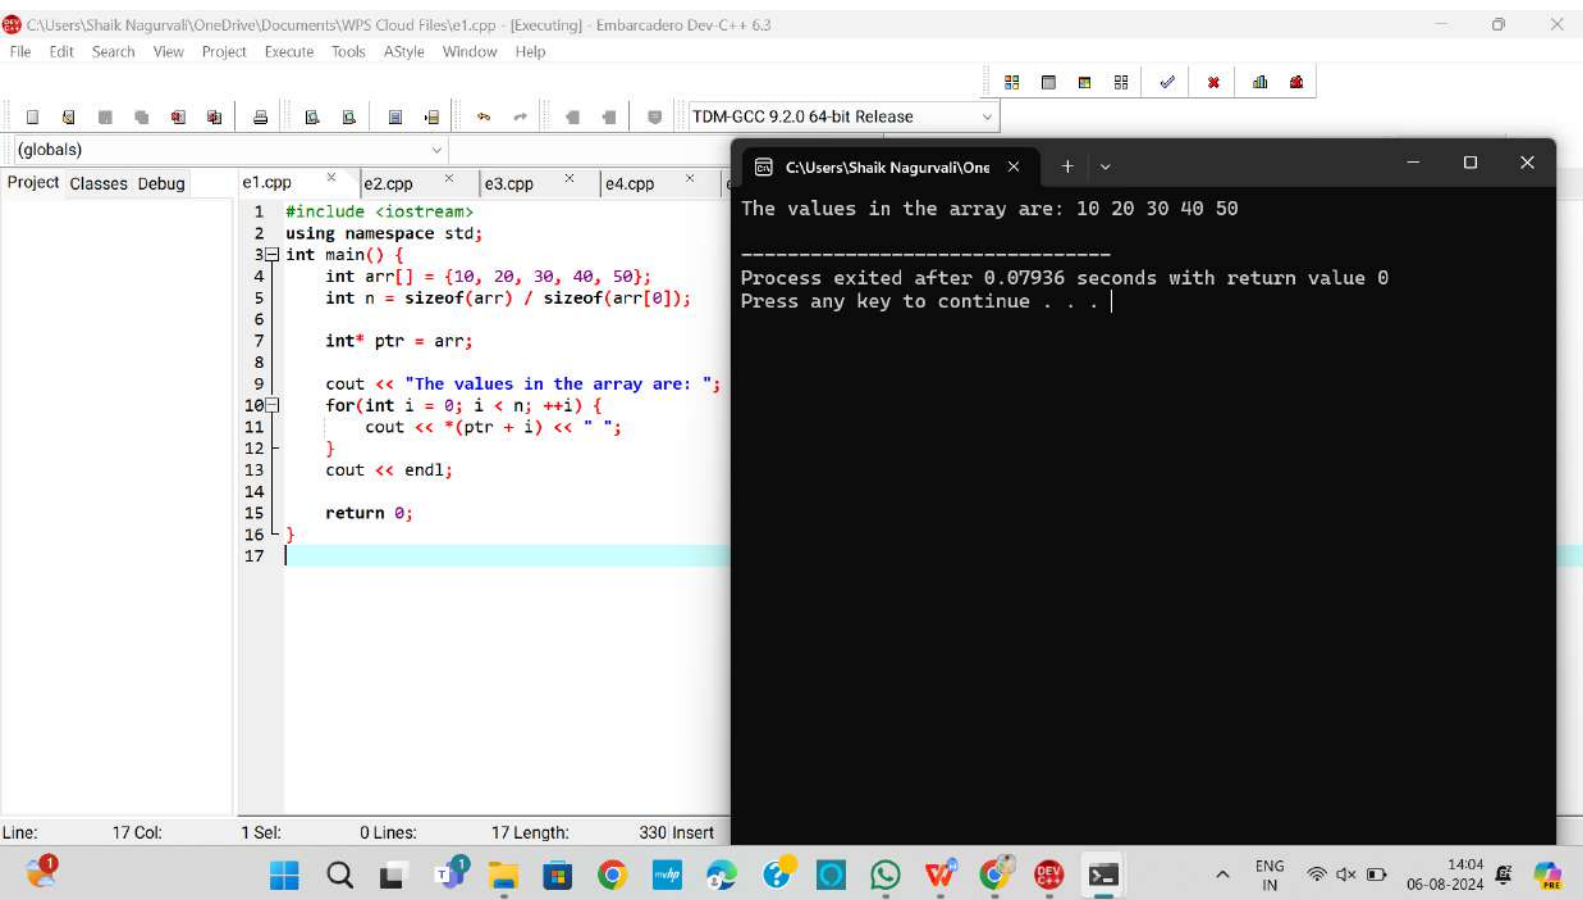 C:\Users\Shaik Nagurvali\OneDrive\Documents\WPS Cloud Files\e1.cpp - [Executing] - Embarcadero Dev-C++ 6.3
File Edit Search View Project Execute Tools AStyle Window Help
TDM-GCC 9.2.0 64-bit Release
(globals)
Project Classes Debug
e1.cpp e2.cpp e3.cpp e4.cpp
1 #include <iostream>
2 using namespace std;
3 int main() {
4 int arr[] = {10, 20, 30, 40, 50};
5 int n = sizeof(arr) / sizeof(arr[0]);
6
7 int* ptr = arr;
8
9 cout << "The values in the array are: ";
10 for(int i = 0; i < n; ++i) {
11 cout << *(ptr + i) << " ";
12 }
13 cout << endl;
14
15 return 0;
16 }
17
C:\Users\Shaik Nagurvali\One
The values in the array are: 10 20 30 40 50
--------------------------------
Process exited after 0.07936 seconds with return value 0
Press any key to continue . . .
Line: 17 Col: 1 Sel: 0 Lines: 17 Length: 330 Insert
1
1
myhp
DEV C++
ENG
IN
14:04
06-08-2024
PRE